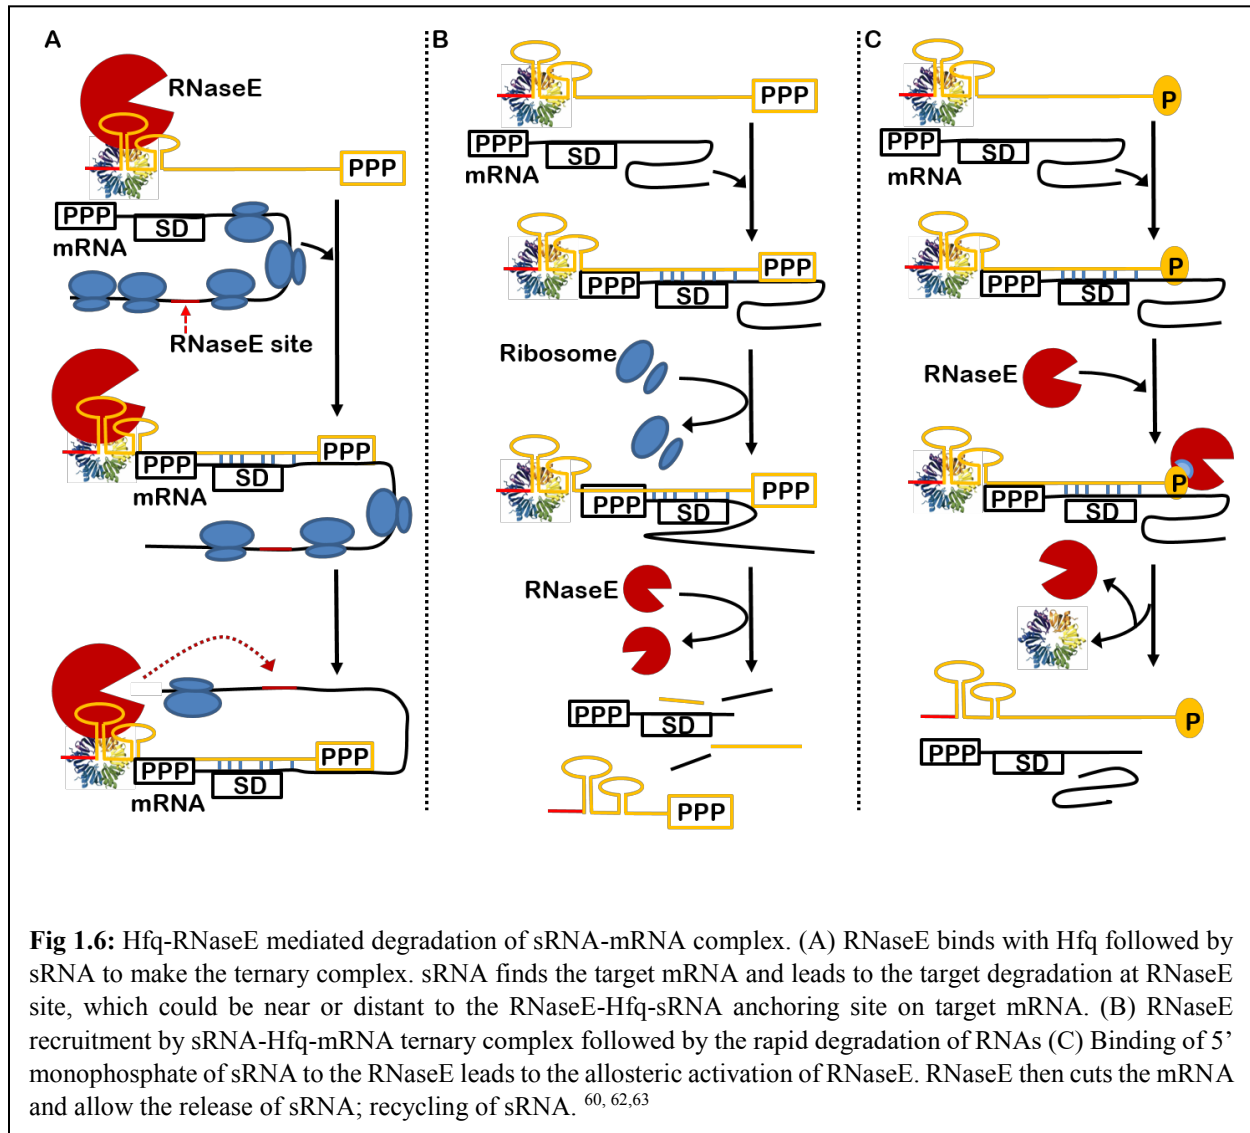 A
RNaseE
PPP
PPP
SD
mRNA
RNaseE site
PPP
PPP
mRNA
SD
PPP
PPP
mRNA
SD
B
PPP
PPP
SD
mRNA
PPP
PPP
SD
Ribosome
PPP
PPP
SD
RNaseE
PPP
SD
PPP
C
P
PPP
SD
mRNA
P
PPP
SD
RNaseE
P
PPP
SD
P
PPP
SD
Fig 1.6: Hfq-RNaseE mediated degradation of sRNA-mRNA complex. (A) RNaseE binds with Hfq followed by
sRNA to make the ternary complex. sRNA finds the target mRNA and leads to the target degradation at RNaseE
site, which could be near or distant to the RNaseE-Hfq-sRNA anchoring site on target mRNA. (B) RNaseE
recruitment by sRNA-Hfq-mRNA ternary complex followed by the rapid degradation of RNAs (C) Binding of 5’
monophosphate of sRNA to the RNaseE leads to the allosteric activation of RNaseE. RNaseE then cuts the mRNA
and allow the release of sRNA; recycling of sRNA. 60, 62,63